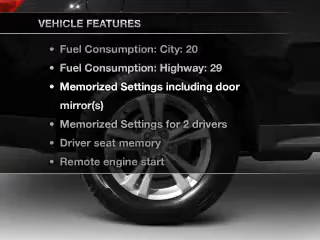 VEHICLE FEATURES
• Fuel Consumption: City: 20
• Fuel Consumption: Highway: 29
• Memorized Settings including door
mirror(s)
• Memorized Settings for 2 drivers
• Driver seat memory
• Remote engine start